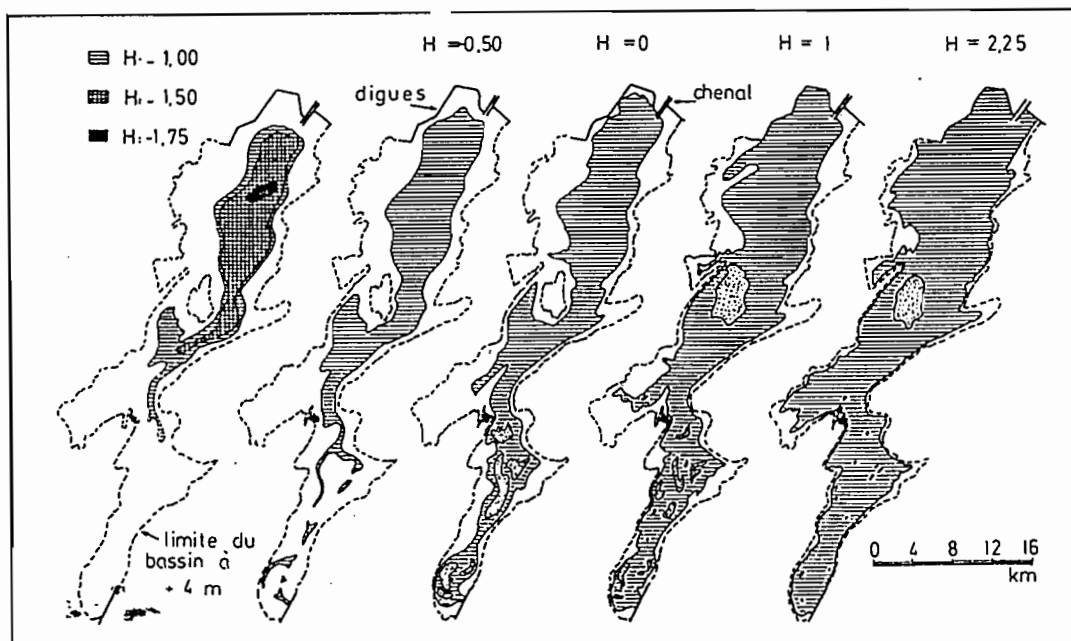 H = -0,50
H = 0
H = 1
H = 2,25
H: - 1,00
H: - 1,50
H: -1,75
digues
chenal
limite du
bassin à
+ 4 m
0 4 8 12 16
km